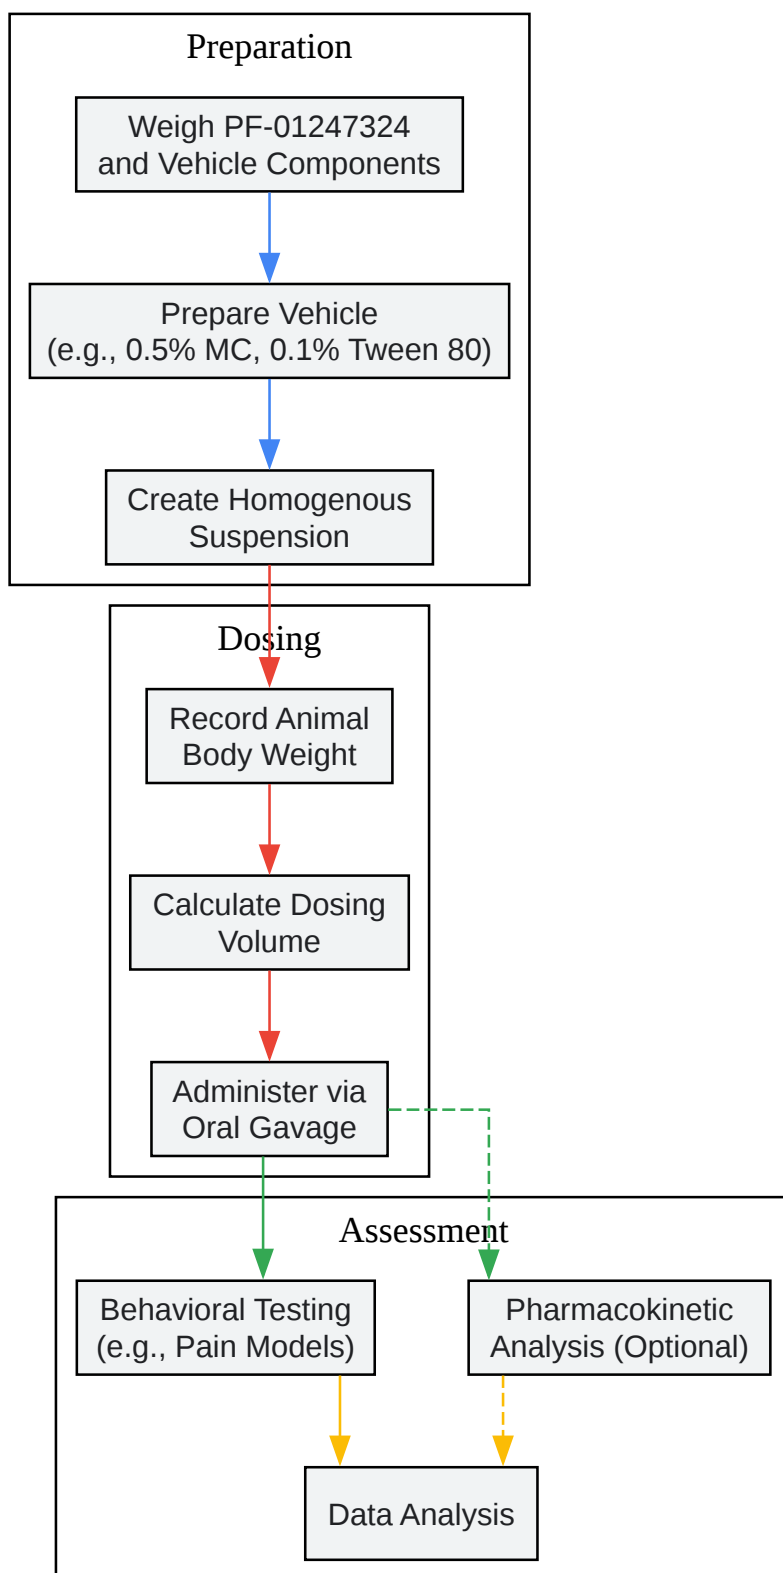 Preparation
Weigh PF-01247324
and Vehicle Components
Prepare Vehicle
(e.g., 0.5% MC, 0.1% Tween 80)
Create Homogenous
Suspension
Dosing
Record Animal
Body Weight
Calculate Dosing
Volume
Administer via
Oral Gavage
Assessment
Behavioral Testing
(e.g., Pain Models)
Pharmacokinetic
Analysis (Optional)
Data Analysis